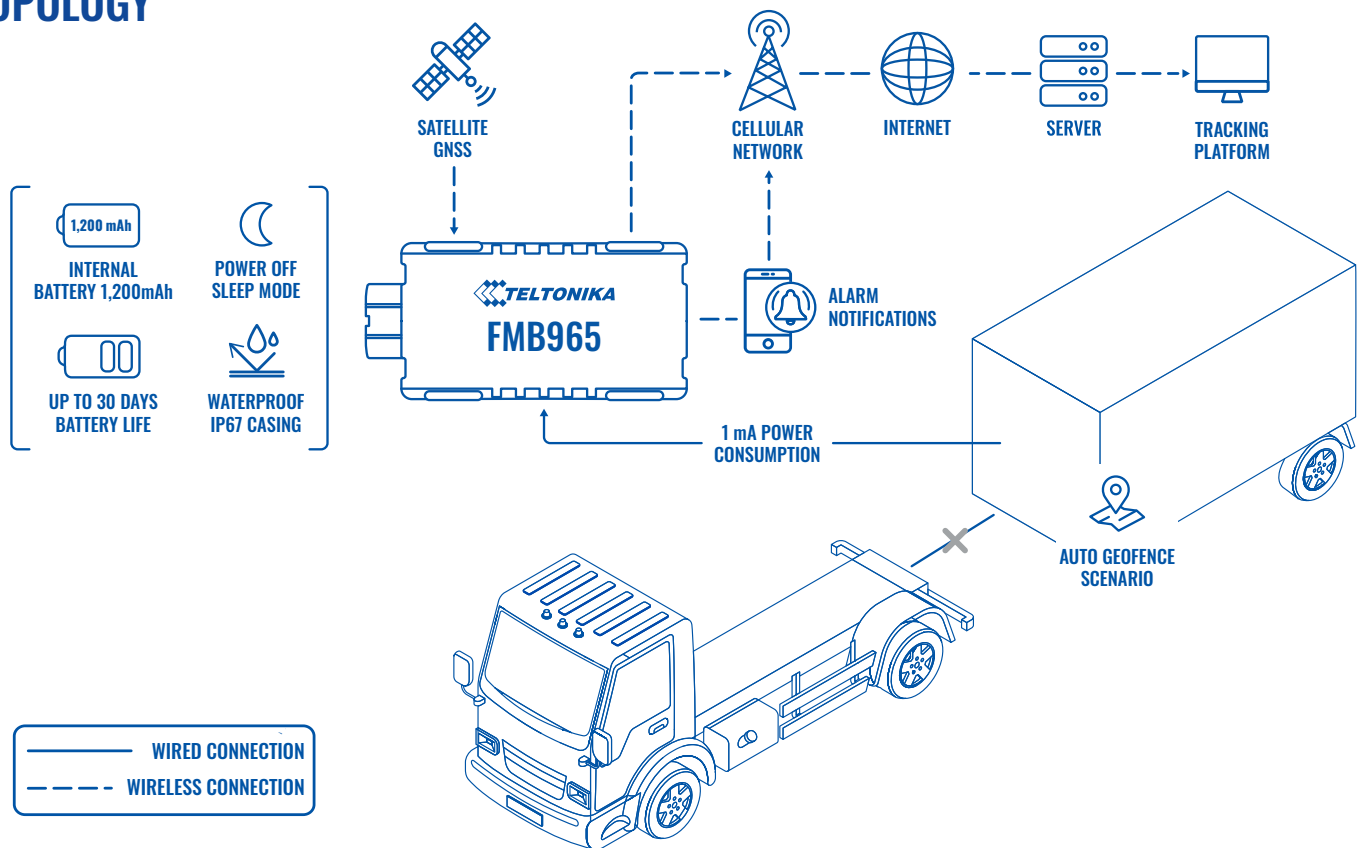 SATELLITE
GNSS
CELLULAR
NETWORK
INTERNET
SERVER
TRACKING
PLATFORM
1,200 mAh
INTERNAL
BATTERY 1,200mAh
POWER OFF
SLEEP MODE
UP TO 30 DAYS
BATTERY LIFE
WATERPROOF
IP67 CASING
TELTONIKA
FMB965
ALARM
NOTIFICATIONS
1 mA POWER
CONSUMPTION
AUTO GEOFENCE
SCENARIO
WIRED CONNECTION
WIRELESS CONNECTION